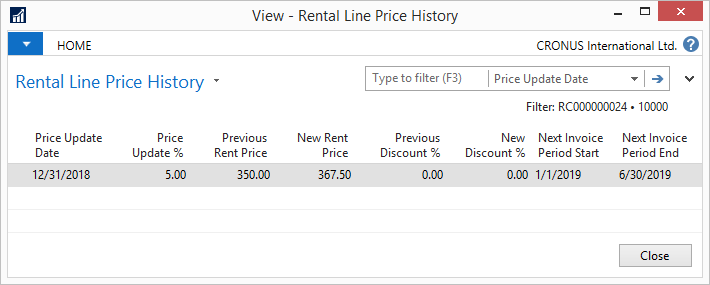 View - Rental Line Price History
HOME
CRONUS International Ltd. ?
Rental Line Price History
Type to filter (F3)
Price Update Date
Filter: RC000000024 • 10000
Price Update Date
Price Update %
Previous Rent Price
New Rent Price
Previous Discount %
New Discount %
Next Invoice Period Start
Next Invoice Period End
12/31/2018 5.00 350.00 367.50 0.00 0.00 1/1/2019 6/30/2019
Close